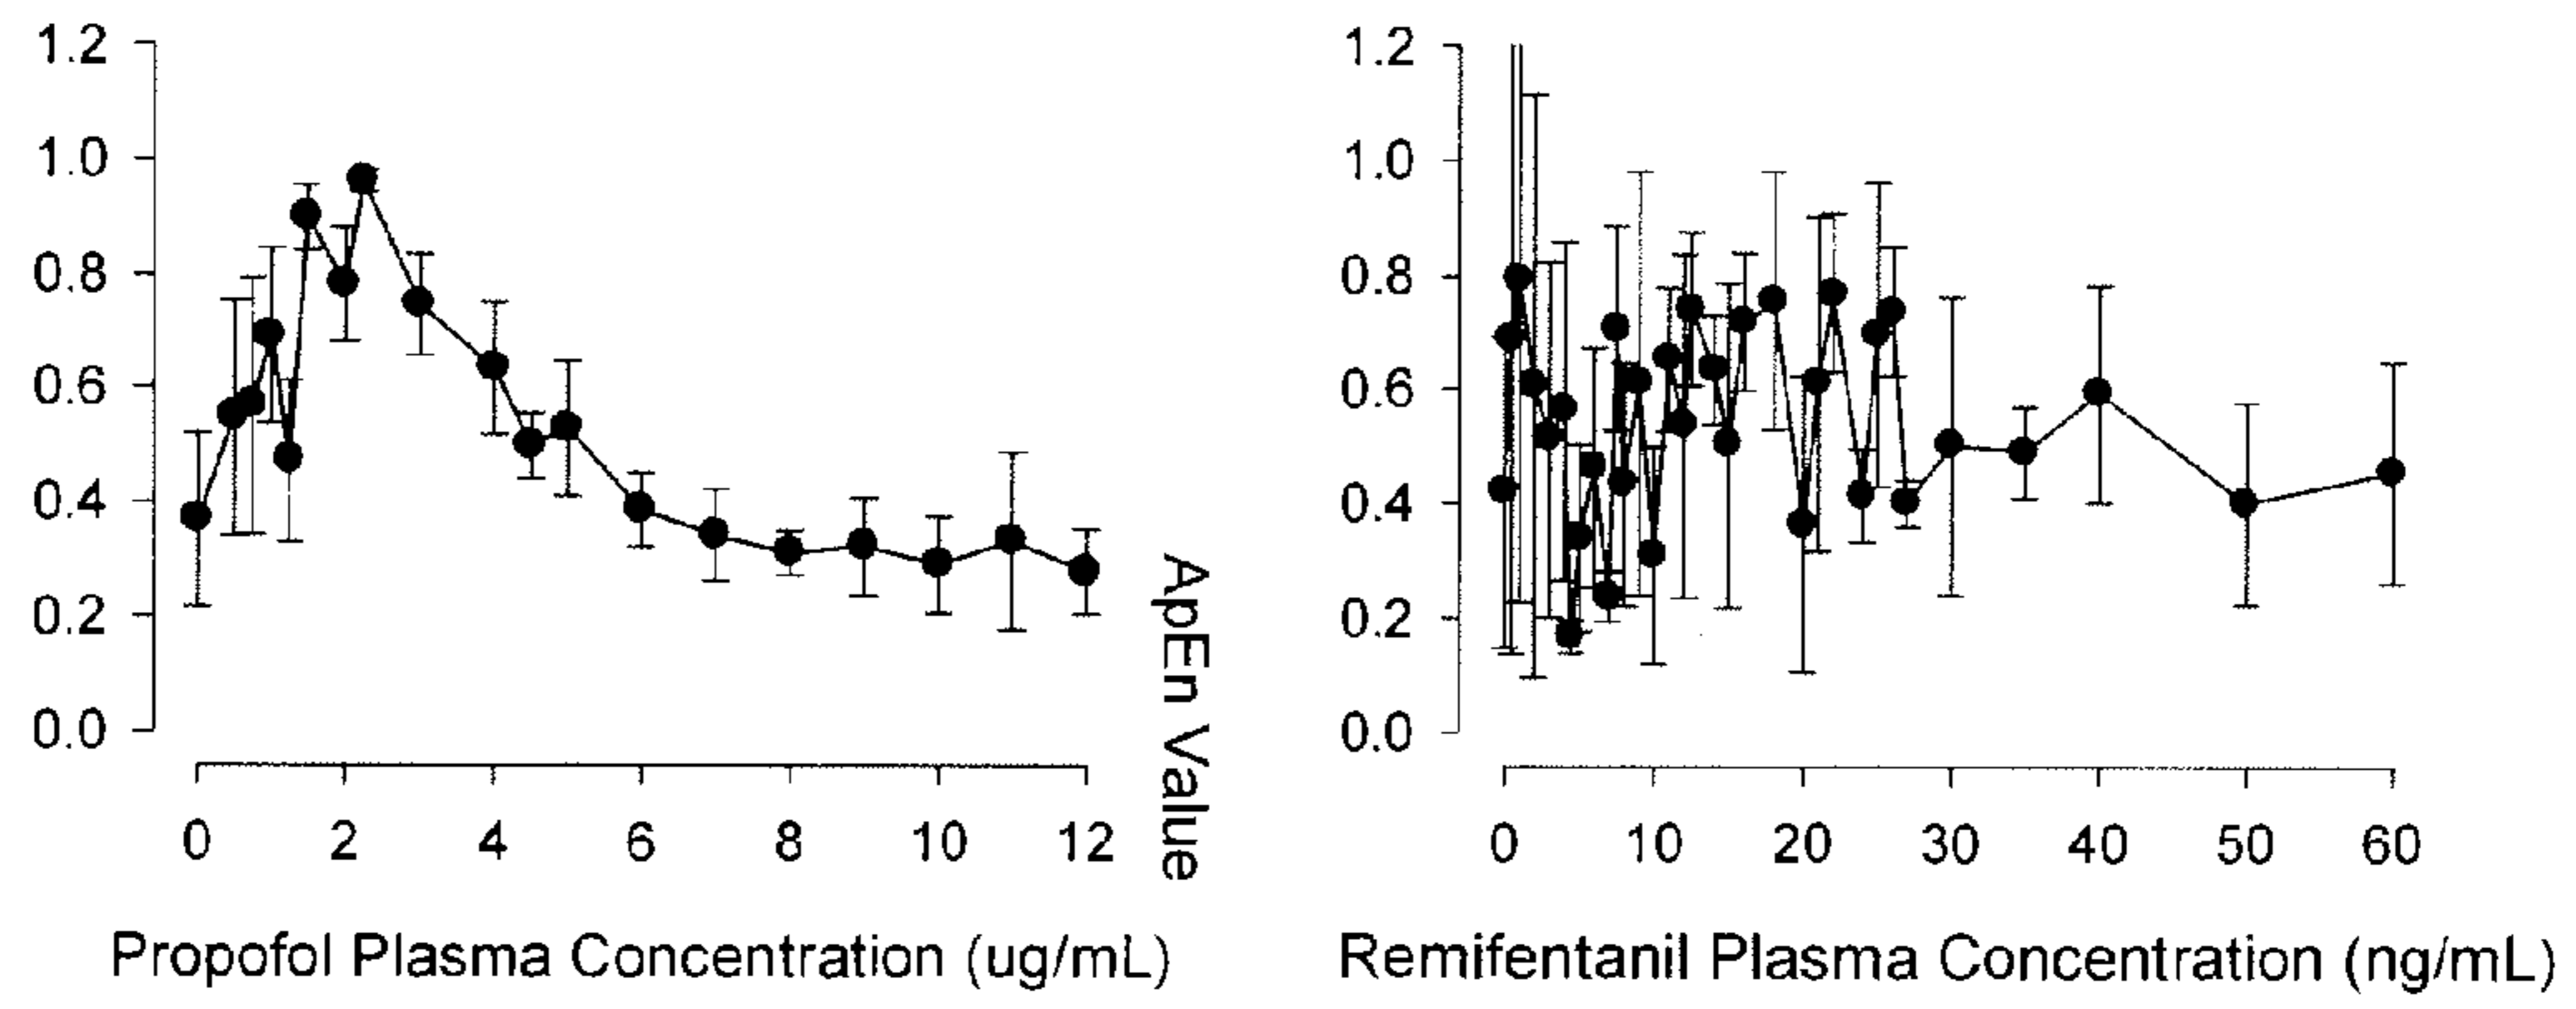 1.2
1.0
0.8
0.6
0.4
0.2
0.0
0 2 4 6 8 10 12
Propofol Plasma Concentration (ug/mL)
ApEn Value
1.2
1.0
0.8
0.6
0.4
0.2
0.0
0 10 20 30 40 50 60
Remifentanil Plasma Concentration (ng/mL)